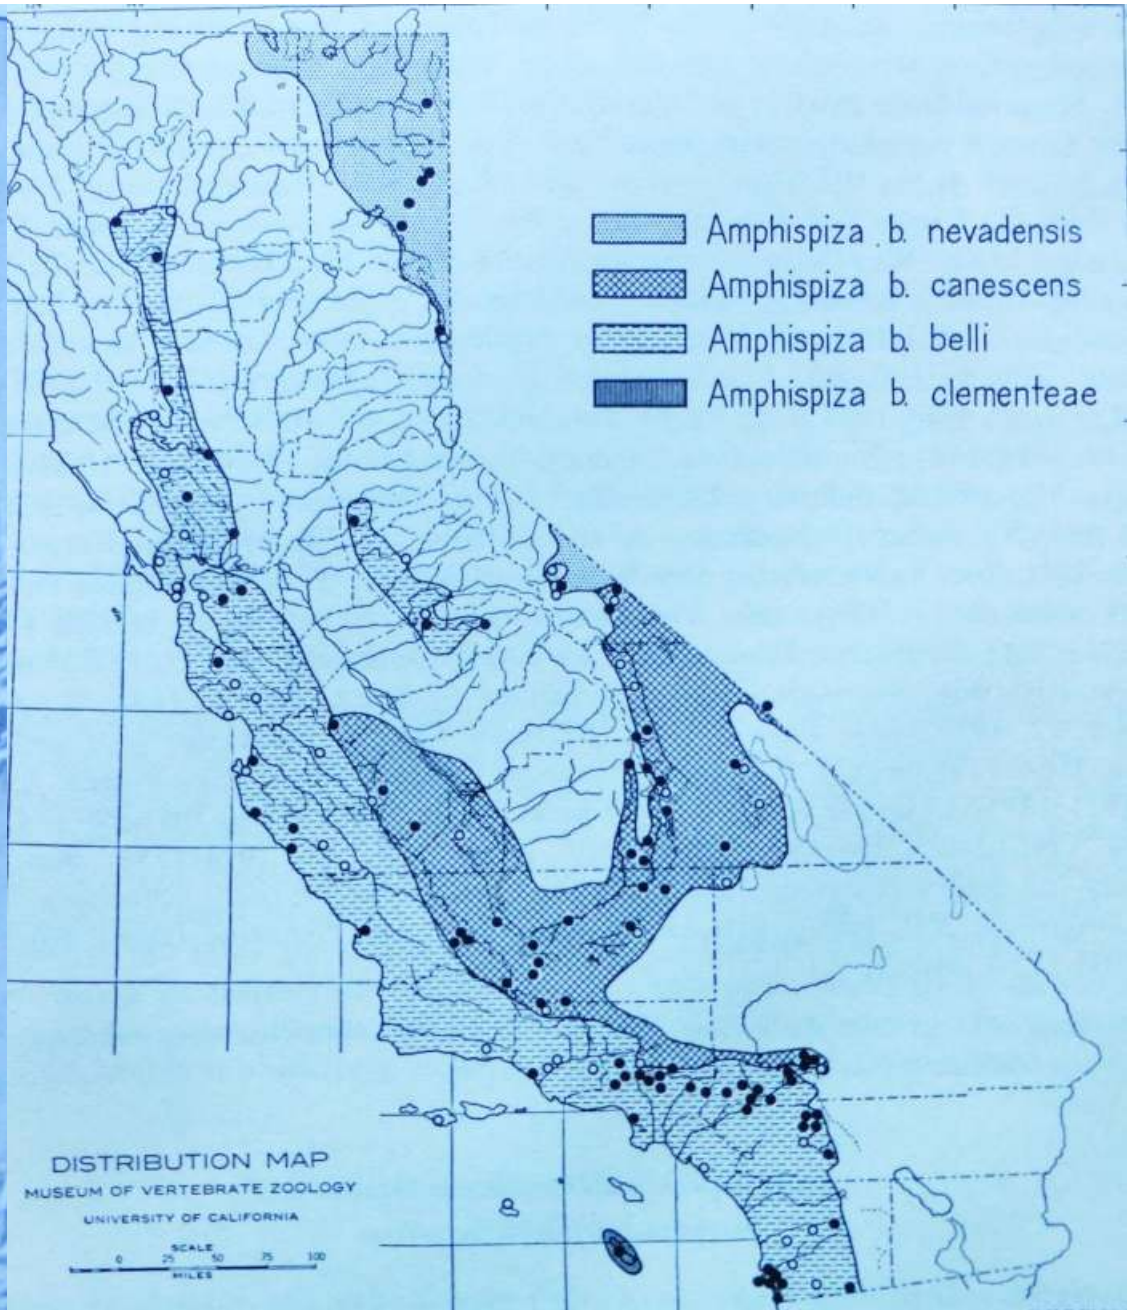 Amphispiza b. nevadensis
Amphispiza b. canescens
Amphispiza b. belli
Amphispiza b. clementeae
DISTRIBUTION MAP
MUSEUM OF VERTEBRATE ZOOLOGY
UNIVERSITY OF CALIFORNIA
SCALE
0 25 50 75 100
MILES